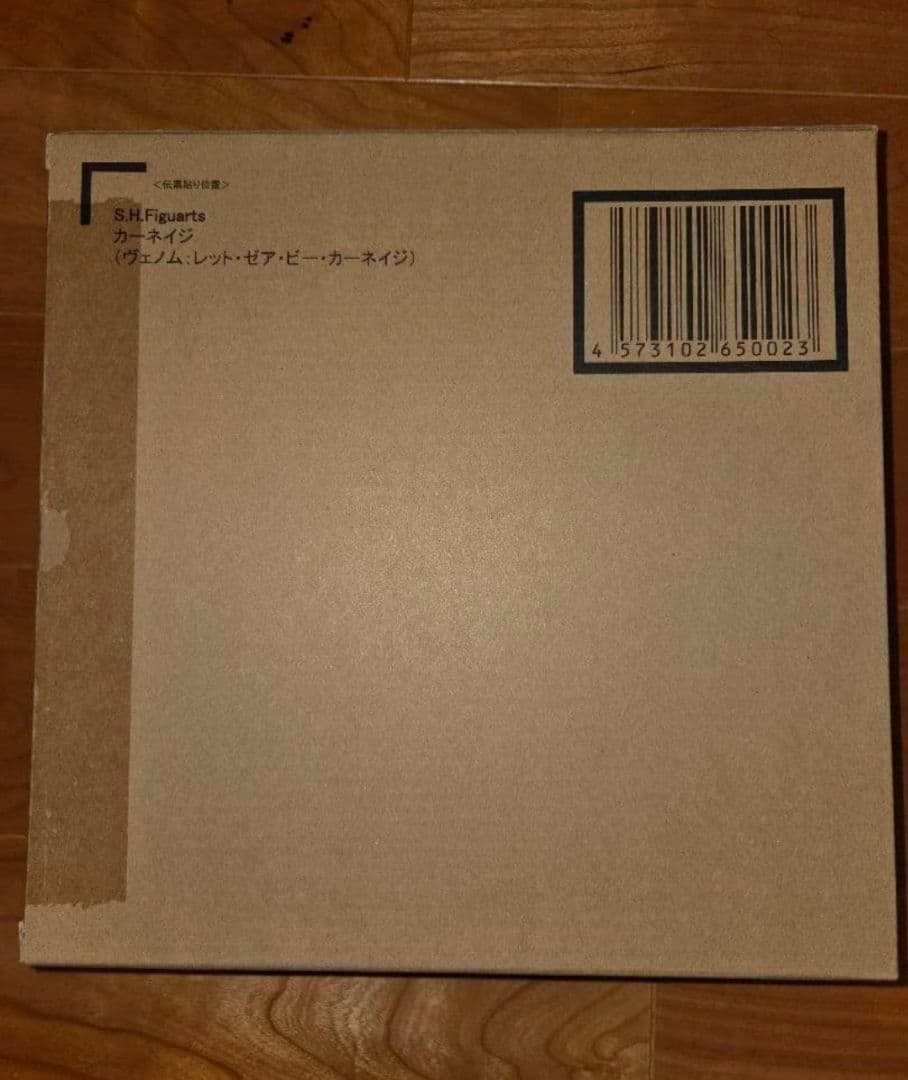 <伝票貼り位置>
S.H.Figuarts
カーネイジ
(ヴェノム:レット・ゼア・ビー・カーネイジ)
4 573102 650023